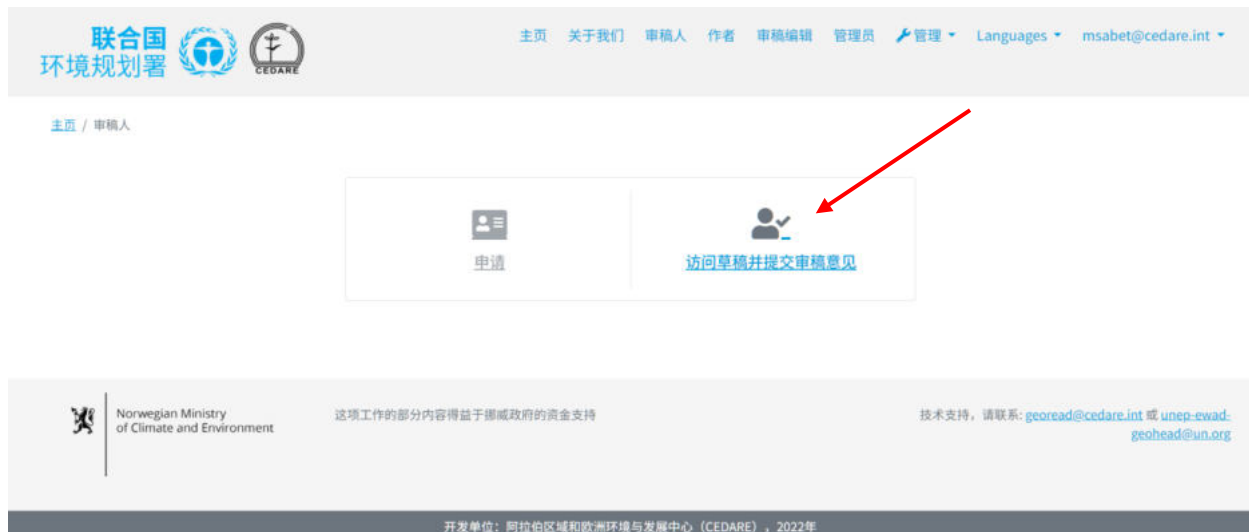 联合国
环境规划署
CEDARE
主页 关于我们 审稿人 作者 审稿编辑 管理员 管理 Languages msabet@cedare.int
主页 / 审稿人
申请
访问草稿并提交审稿意见
Norwegian Ministry
of Climate and Environment
这项工作的部分内容得益于挪威政府的资金支持
技术支持，请联系: georead@cedare.int 或 unep-ewad-
geohead@un.org
开发单位：阿拉伯区域和欧洲环境与发展中心（CEDARE）, 2022年